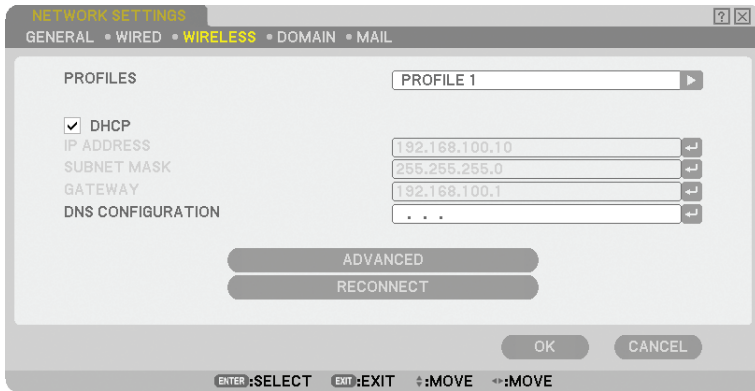 NETWORK SETTINGS ?
GENERAL • WIRED • WIRELESS • DOMAIN • MAIL
PROFILES PROFILE 1
DHCP
IP ADDRESS 192.168.100.10
SUBNET MASK 255.255.255.0
GATEWAY 192.168.100.1
DNS CONFIGURATION . . .
ADVANCED
RECONNECT
OK CANCEL
ENTER :SELECT EXIT :EXIT :MOVE :MOVE